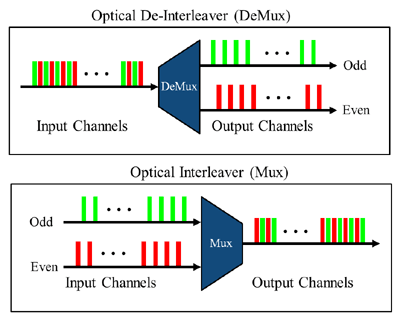 Optical De-Interleaver (DeMux)
Odd
DeMux
Even
Input Channels
Output Channels
Optical Interleaver (Mux)
Odd
Mux
Even
Input Channels
Output Channels